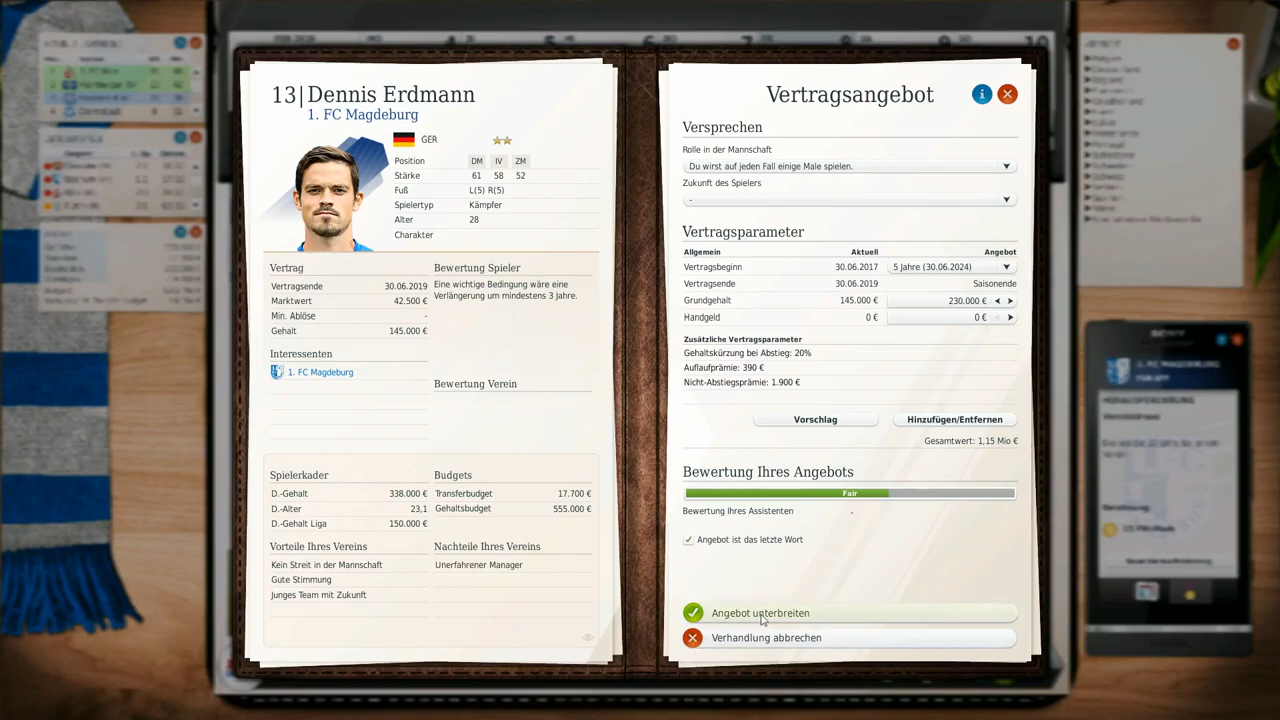 13| Dennis Erdmann
1. FC Magdeburg
GER
Position DM IV ZM
Stärke 61 58 52
Fuß L(5) R(5)
Spielertyp Kämpfer
Alter 28
Charakter
Vertrag
Vertragsende 30.06.2019
Marktwert 42.500 €
Min. Ablöse -
Gehalt 145.000 €
Interessenten
1. FC Magdeburg
Bewertung Spieler
Eine wichtige Bedingung wäre eine
Verlängerung um mindestens 3 Jahre.
Bewertung Verein
Spielerkader
D.-Gehalt 338.000 €
D.-Alter 23,1
D.-Gehalt Liga 150.000 €
Budgets
Transferbudget 17.700 €
Gehaltsbudget 555.000 €
Vorteile Ihres Vereins
Kein Streit in der Mannschaft
Gute Stimmung
Junges Team mit Zukunft
Nachteile Ihres Vereins
Unerfahrener Manager
Vertragsangebot
Versprechen
Rolle in der Mannschaft
Du wirst auf jeden Fall einige Male spielen.
Zukunft des Spielers
-
Vertragsparameter
Allgemein Aktuell Angebot
Vertragsbeginn 30.06.2017 5 Jahre (30.06.2024)
Vertragsende 30.06.2019 Saisonende
Grundgehalt 145.000 € 230.000 €
Handgeld 0 € 0 €
Zusätzliche Vertragsparameter
Gehaltskürzung bei Abstieg: 20%
Auflaufprämie: 390 €
Nicht-Abstiegsprämie: 1.900 €
Vorschlag Hinzufügen/Entfernen
Gesamtwert: 1,15 Mio €
Bewertung Ihres Angebots
Fair
Bewertung Ihres Assistenten -
Angebot ist das letzte Wort
Angebot unterbreiten
Verhandlung abbrechen
SONY